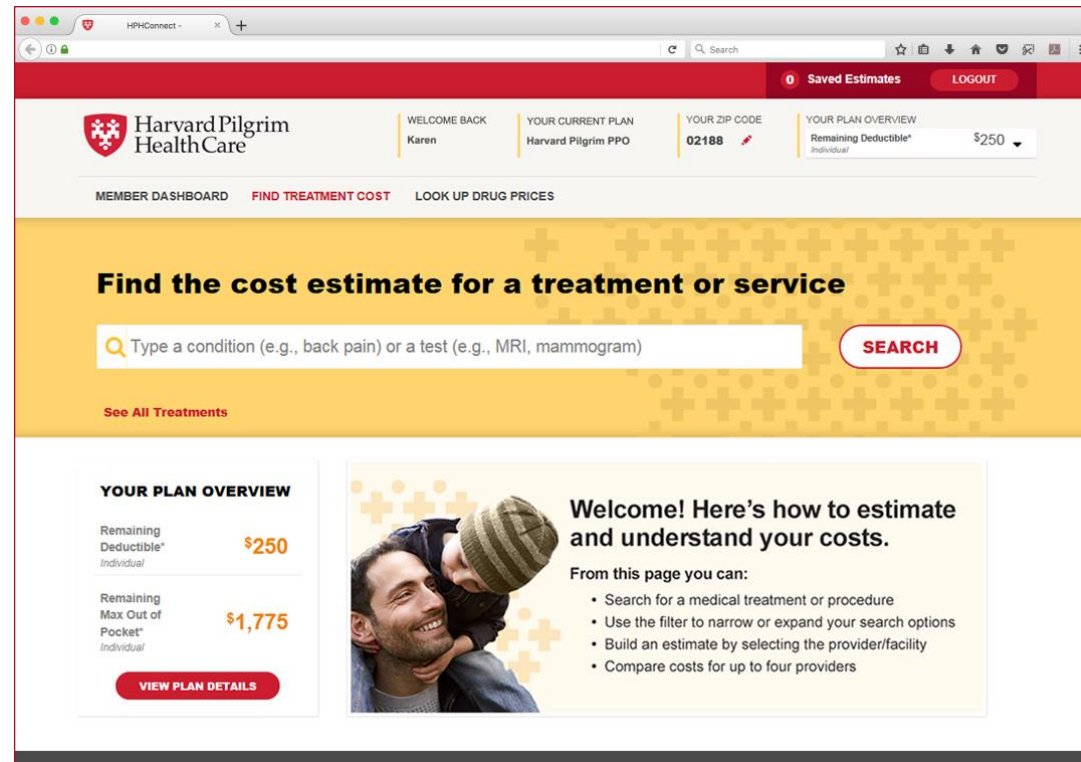 HPHConnect -
Search
0 Saved Estimates LOGOUT
Harvard Pilgrim
HealthCare
WELCOME BACK
Karen
YOUR CURRENT PLAN
Harvard Pilgrim PPO
YOUR ZIP CODE
02188
YOUR PLAN OVERVIEW
Remaining Deductible*
Individual
$250
MEMBER DASHBOARD FIND TREATMENT COST LOOK UP DRUG PRICES
Find the cost estimate for a treatment or service
Type a condition (e.g., back pain) or a test (e.g., MRI, mammogram)
SEARCH
See All Treatments
YOUR PLAN OVERVIEW
Remaining
Deductible*
Individual
$250
Remaining
Max Out of
Pocket*
Individual
$1,775
VIEW PLAN DETAILS
Welcome! Here's how to estimate
and understand your costs.
From this page you can:
• Search for a medical treatment or procedure
• Use the filter to narrow or expand your search options
• Build an estimate by selecting the provider/facility
• Compare costs for up to four providers